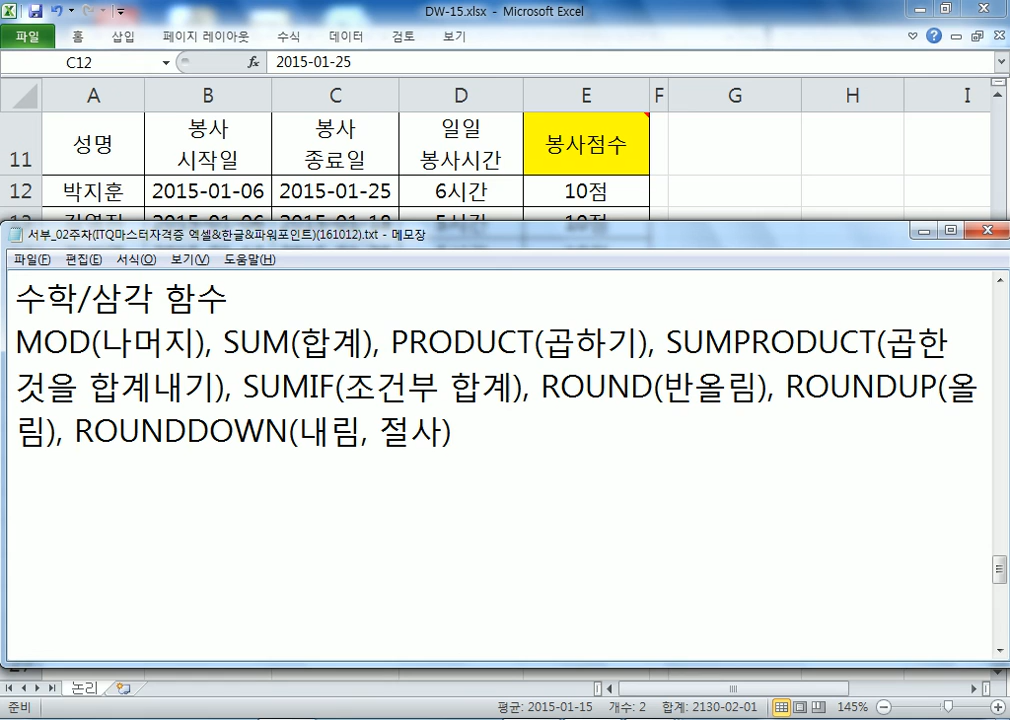 DW-15.xlsx - Microsoft Excel
파일 홈 삽입 페이지 레이아웃 수식 데이터 검토 보기
C12 fx 2015-01-25
A B C D E F G H I
11 성명 봉사 시작일 봉사 종료일 일일 봉사시간 봉사점수
12 박지훈 2015-01-06 2015-01-25 6시간 10점
서부_02주차(ITQ마스터자격증 엑셀&한글&파워포인트)(161012).txt - 메모장
파일(F) 편집(E) 서식(O) 보기(V) 도움말(H)
수학/삼각 함수
MOD(나머지), SUM(합계), PRODUCT(곱하기), SUMPRODUCT(곱한
것을 합계내기), SUMIF(조건부 합계), ROUND(반올림), ROUNDUP(올
림), ROUNDDOWN(내림, 절사)
논리
준비 평균: 2015-01-15 개수: 2 합계: 2130-02-01 145%